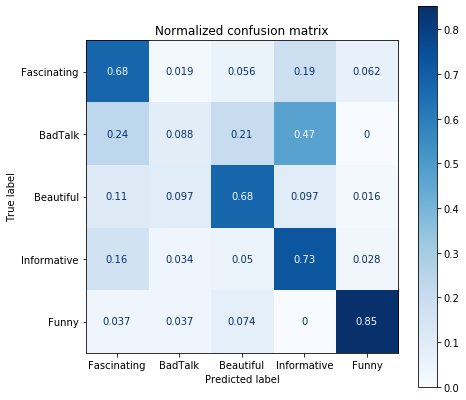 Normalized confusion matrix
True label
Fascinating 0.68 0.019 0.056 0.19 0.062
BadTalk 0.24 0.088 0.21 0.47 0
Beautiful 0.11 0.097 0.68 0.097 0.016
Informative 0.16 0.034 0.05 0.73 0.028
Funny 0.037 0.037 0.074 0 0.85
Fascinating BadTalk Beautiful Informative Funny
Predicted label
0.8
0.7
0.6
0.5
0.4
0.3
0.2
0.1
0.0